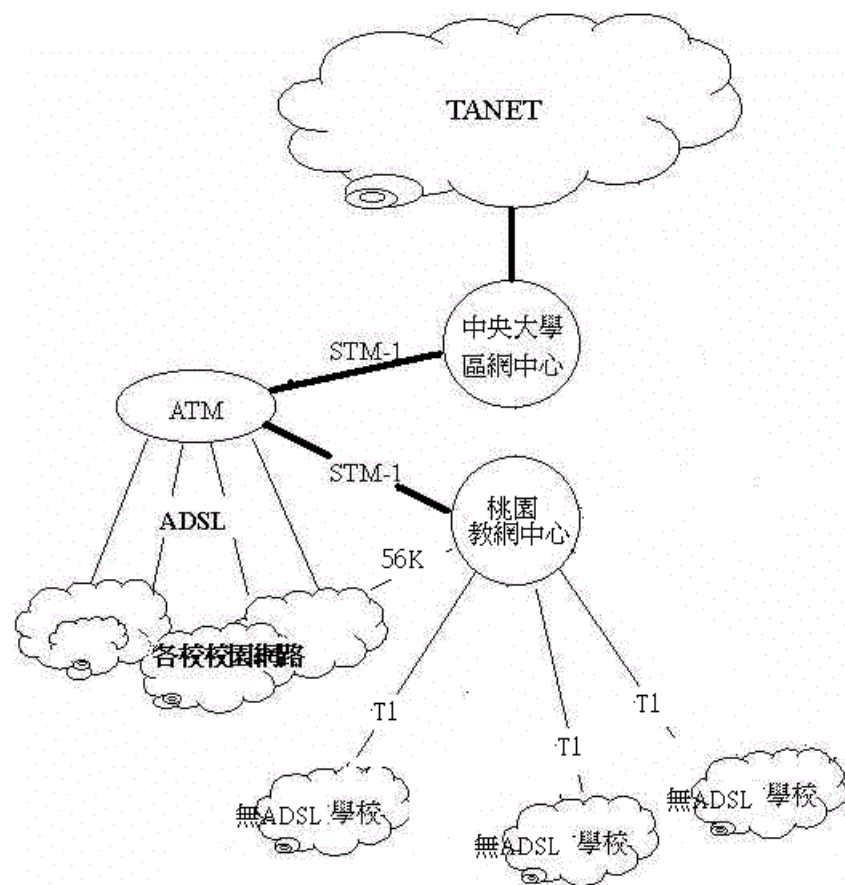 TANET
中央大學
區網中心
STM-1
ATM
STM-1
桃園
教網中心
ADSL
56K
各校校園網路
T1
T1
T1
無ADSL 學校
無ADSL 學校
無ADSL 學校